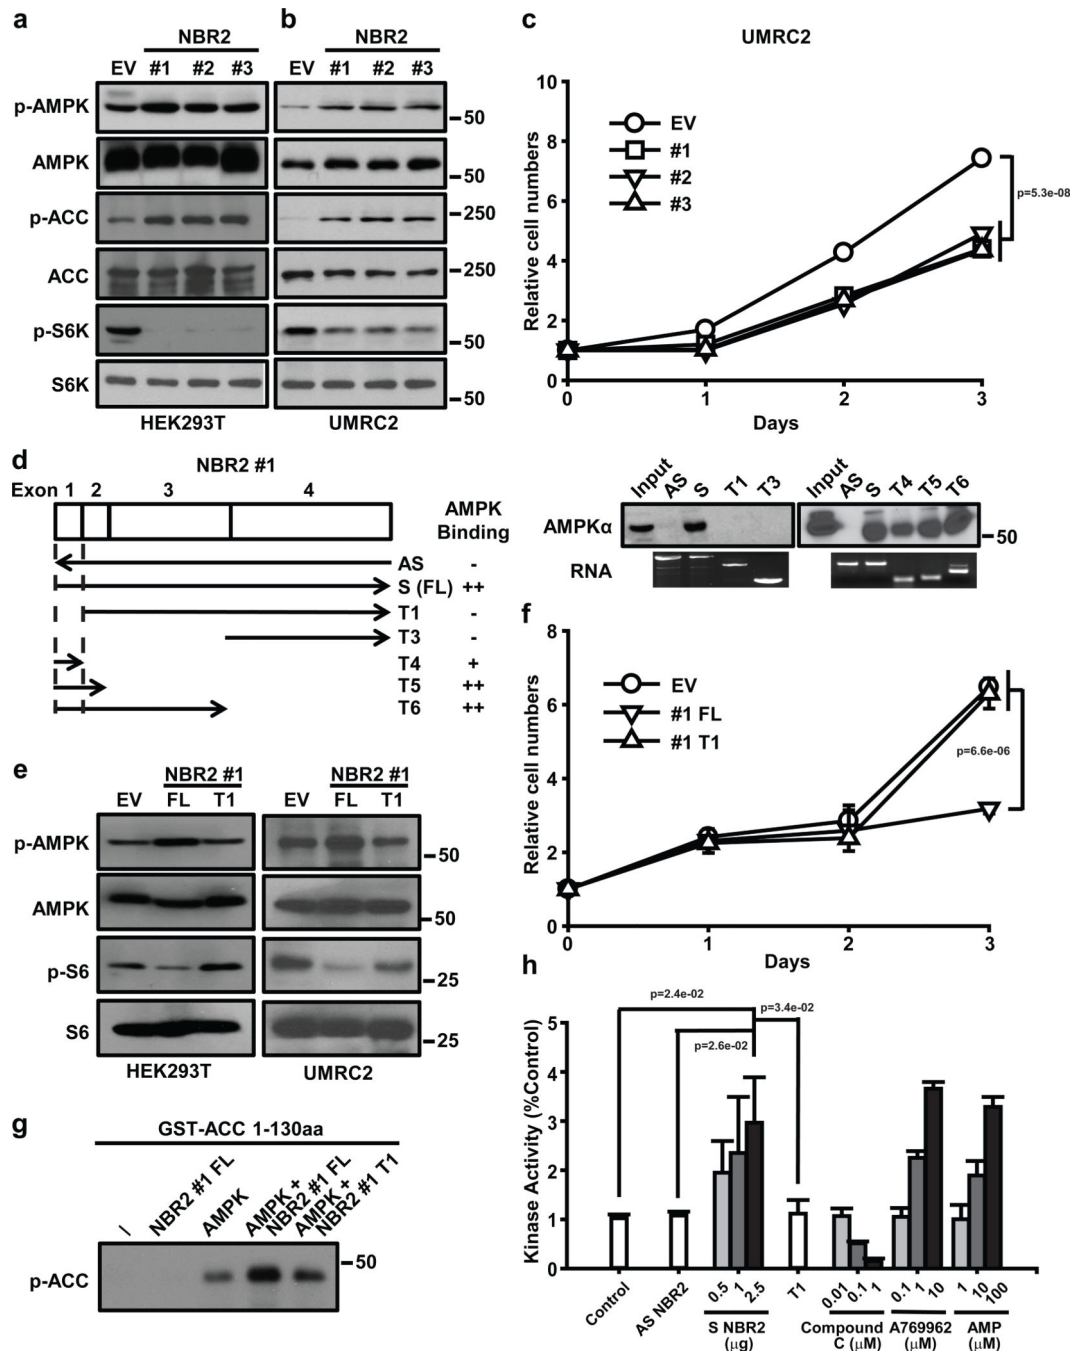 a
NBR2
EV #1 #2 #3
p-AMPK
AMPK
p-ACC
ACC
p-S6K
S6K
HEK293T
b
NBR2
EV #1 #2 #3
50
50
250
250
50
50
UMRC2
c
UMRC2
Relative cell numbers
10
8
6
4
2
0
0 1 2 3
Days
EV
#1
#2
#3
p=5.3e-08
d
NBR2 #1
Exon 1 2 3 4
AMPK
Binding
AS -
S (FL) ++
T1 -
T3 -
T4 +
T5 ++
T6 ++
Input AS S T1 T3
Input AS S T4 T5 T6
AMPKα
50
RNA
e
NBR2 #1
EV FL T1
NBR2 #1
EV FL T1
p-AMPK
50
AMPK
50
p-S6
25
S6
25
HEK293T
UMRC2
f
Relative cell numbers
8
6
4
2
0
0 1 2 3
Days
EV
#1 FL
#1 T1
p=6.6e-06
g
GST-ACC 1-130aa
-
NBR2 #1 FL
AMPK
AMPK +
NBR2 #1 FL
AMPK +
NBR2 #1 T1
p-ACC
50
h
Kinase Activity (%Control)
5
4
3
2
1
0
p=2.4e-02
p=3.4e-02
p=2.6e-02
Control
AS NBR2
0.5 1 2.5
S NBR2
(μg)
T1
0.01 0.1 1
Compound
C (μM)
0.1 1 10
A769962
(μM)
1 10 100
AMP
(μM)